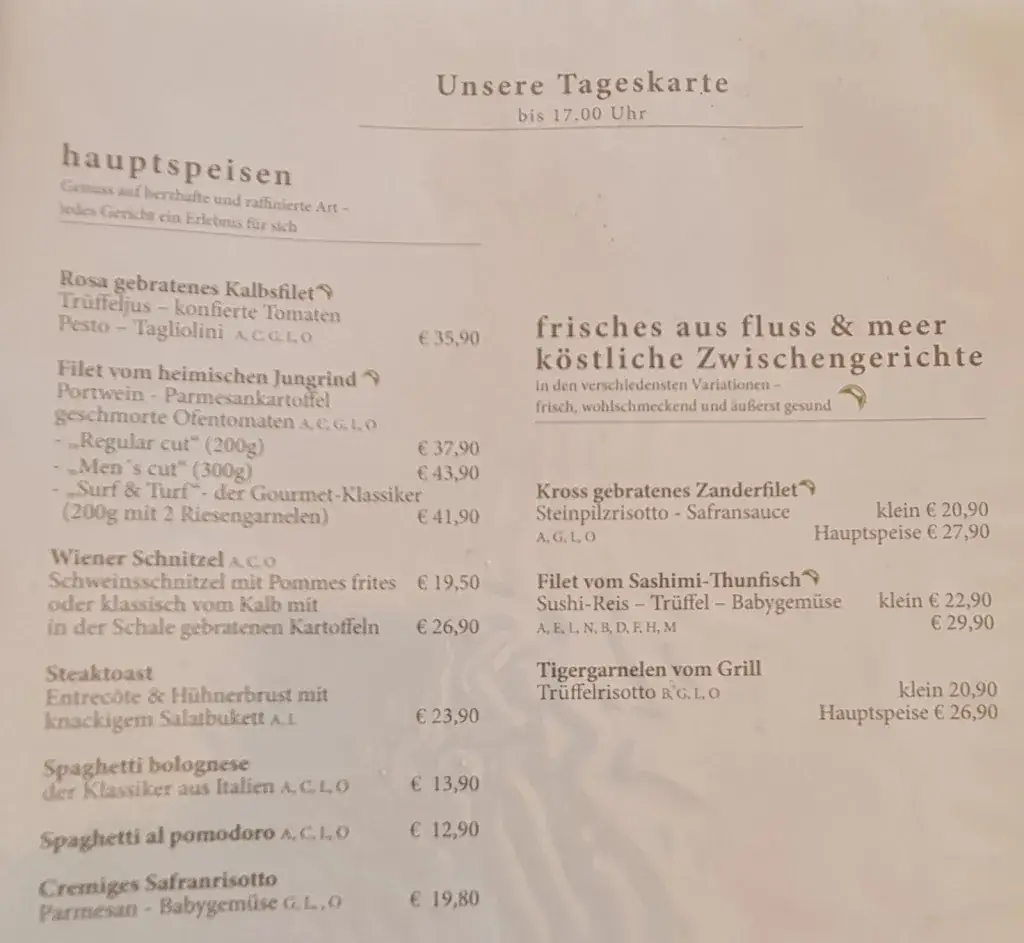 Unsere Tageskarte
bis 17.00 Uhr
hauptspeisen
Genuss auf herzhafte und raffinierte Art –
jedes Gericht ein Erlebnis für sich
Rosa gebratenes Kalbsfilet
Trüffeljus – konfierte Tomaten
Pesto – Tagliolini A, C, G, L, O € 35,90
Filet vom heimischen Jungrind
Portwein - Parmesankartoffel
geschmorte Ofentomaten A, C, G, L, O
- „Regular cut“ (200g) € 37,90
- „Men´s cut“ (300g) € 43,90
- „Surf & Turf“- der Gourmet-Klassiker
(200g mit 2 Riesengarnelen) € 41,90
Wiener Schnitzel A, C, O
Schweinsschnitzel mit Pommes frites € 19,50
oder klassisch vom Kalb mit
in der Schale gebratenen Kartoffeln € 26,90
Steaktoast
Entrecôte & Hühnerbrust mit
knackigem Salatbukett A, L € 23,90
Spaghetti bolognese
der Klassiker aus Italien A, C, L, O € 13,90
Spaghetti al pomodoro A, C, L, O € 12,90
Cremiges Safranrisotto
Parmesan - Babygemüse G, L, , O € 19,80
frisches aus fluss & meer
köstliche Zwischengerichte
in den verschiedensten Variationen –
frisch, wohlschmeckend und äußerst gesund
Kross gebratenes Zanderfilet
Steinpilzrisotto - Safransauce klein € 20,90
A, G, L, O Hauptspeise € 27,90
Filet vom Sashimi-Thunfisch
Sushi-Reis – Trüffel – Babygemüse klein € 22,90
A, E, L, N, B, D, F, H, M € 29,90
Tigergarnelen vom Grill
Trüffelrisotto B, G, L, O klein 20,90
Hauptspeise € 26,90